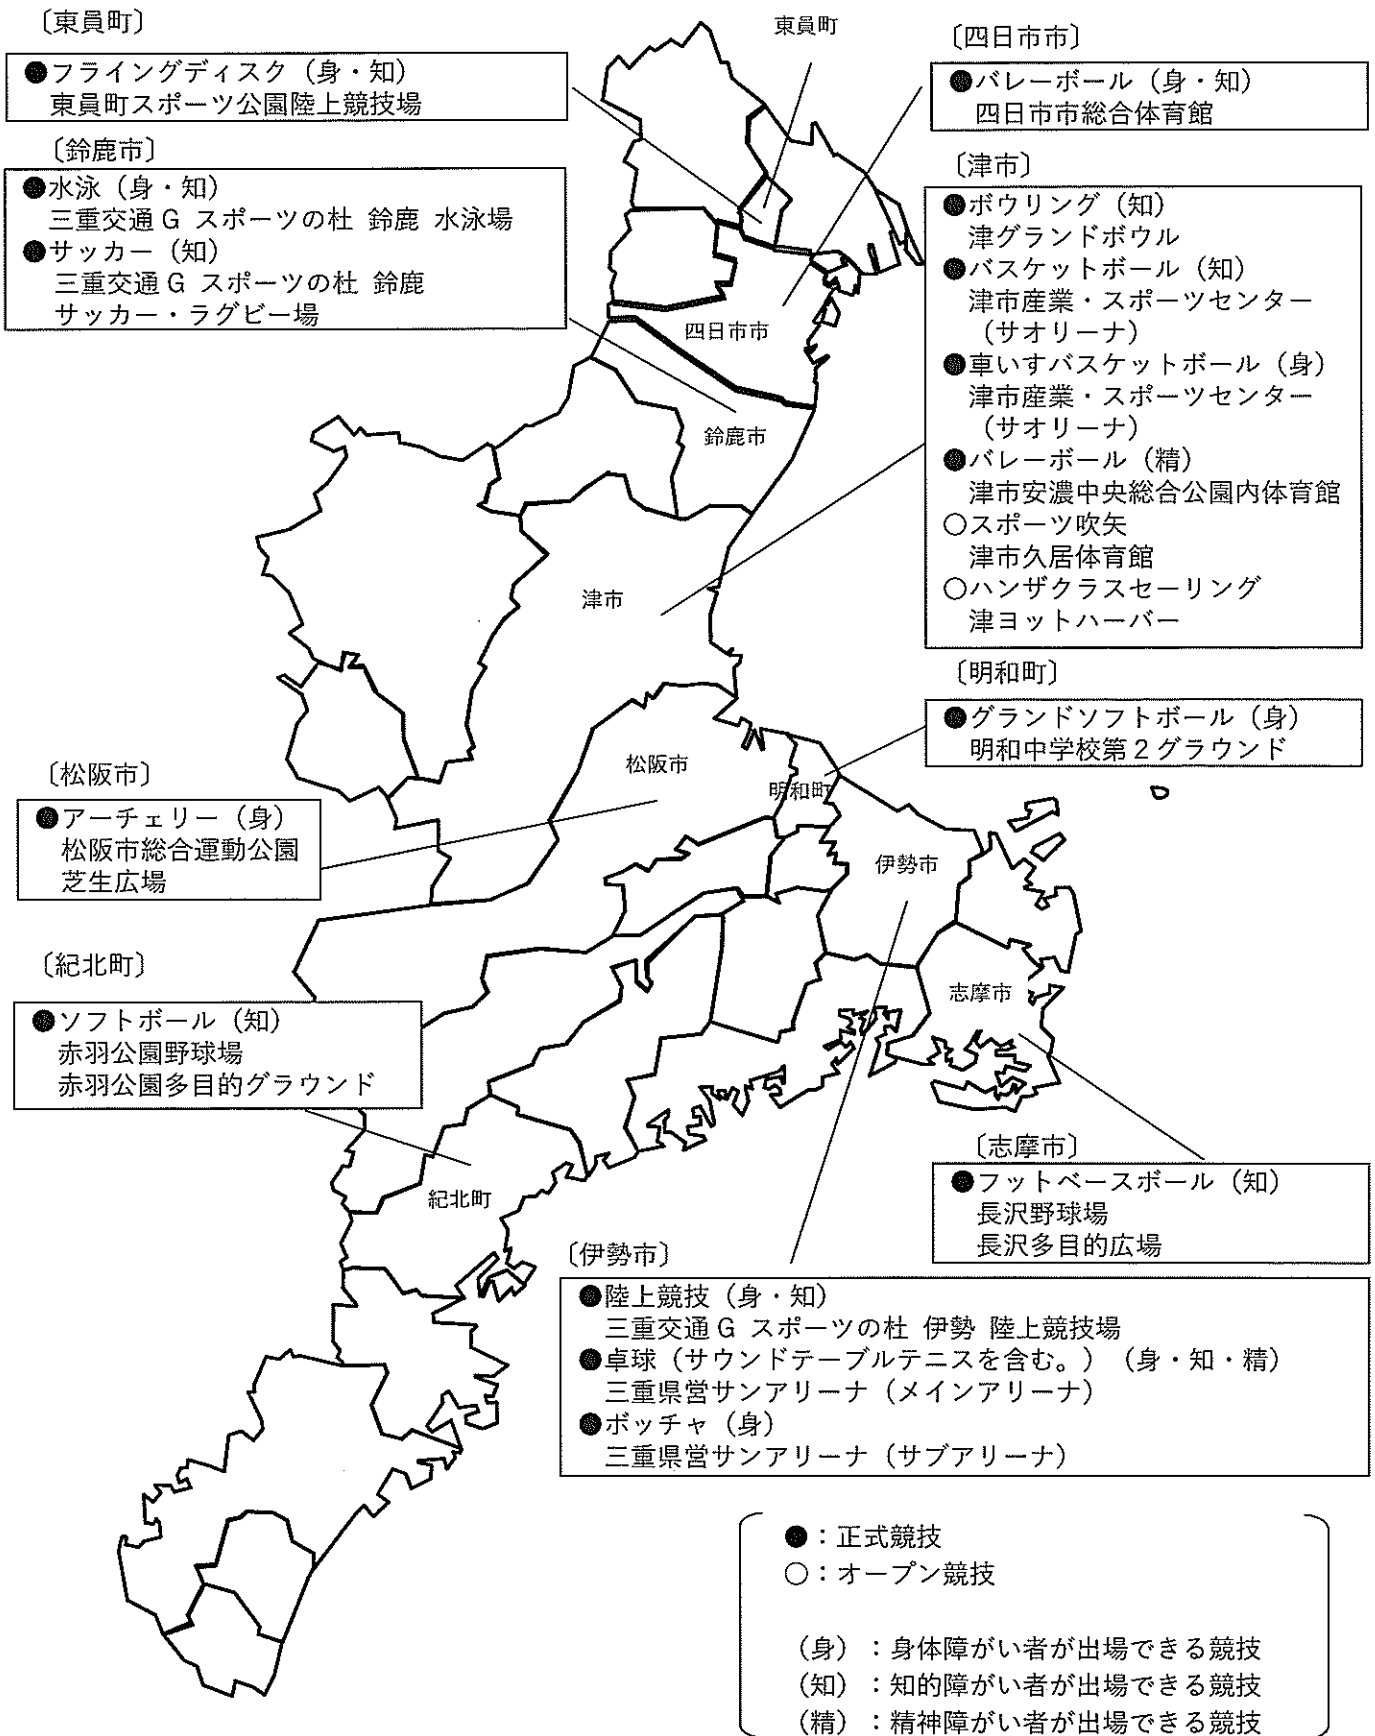 〔東員町〕
●フライングディスク（身・知）
東員町スポーツ公園陸上競技場
〔鈴鹿市〕
●水泳（身・知）
三重交通Ｇ スポーツの杜 鈴鹿 水泳場
●サッカー（知）
三重交通Ｇ スポーツの杜 鈴鹿
サッカー・ラグビー場
東員町
〔四日市市〕
●バレーボール（身・知）
四日市市総合体育館
〔津市〕
●ボウリング（知）
津グランドボウル
●バスケットボール（知）
津市産業・スポーツセンター
（サオリーナ）
●車いすバスケットボール（身）
津市産業・スポーツセンター
（サオリーナ）
●バレーボール（精）
津市安濃中央総合公園内体育館
○スポーツ吹矢
津市久居体育館
○ハンザクラスセーリング
津ヨットハーバー
四日市市
鈴鹿市
津市
〔明和町〕
●グランドソフトボール（身）
明和中学校第２グラウンド
松阪市
明和町
〔松阪市〕
●アーチェリー（身）
松阪市総合運動公園
芝生広場
伊勢市
志摩市
〔紀北町〕
●ソフトボール（知）
赤羽公園野球場
赤羽公園多目的グラウンド
紀北町
〔志摩市〕
●フットベースボール（知）
長沢野球場
長沢多目的広場
〔伊勢市〕
●陸上競技（身・知）
三重交通Ｇ スポーツの杜 伊勢 陸上競技場
●卓球（サウンドテーブルテニスを含む。）（身・知・精）
三重県営サンアリーナ（メインアリーナ）
●ボッチャ（身）
三重県営サンアリーナ（サブアリーナ）
●：正式競技
○：オープン競技
（身）：身体障がい者が出場できる競技
（知）：知的障がい者が出場できる競技
（精）：精神障がい者が出場できる競技